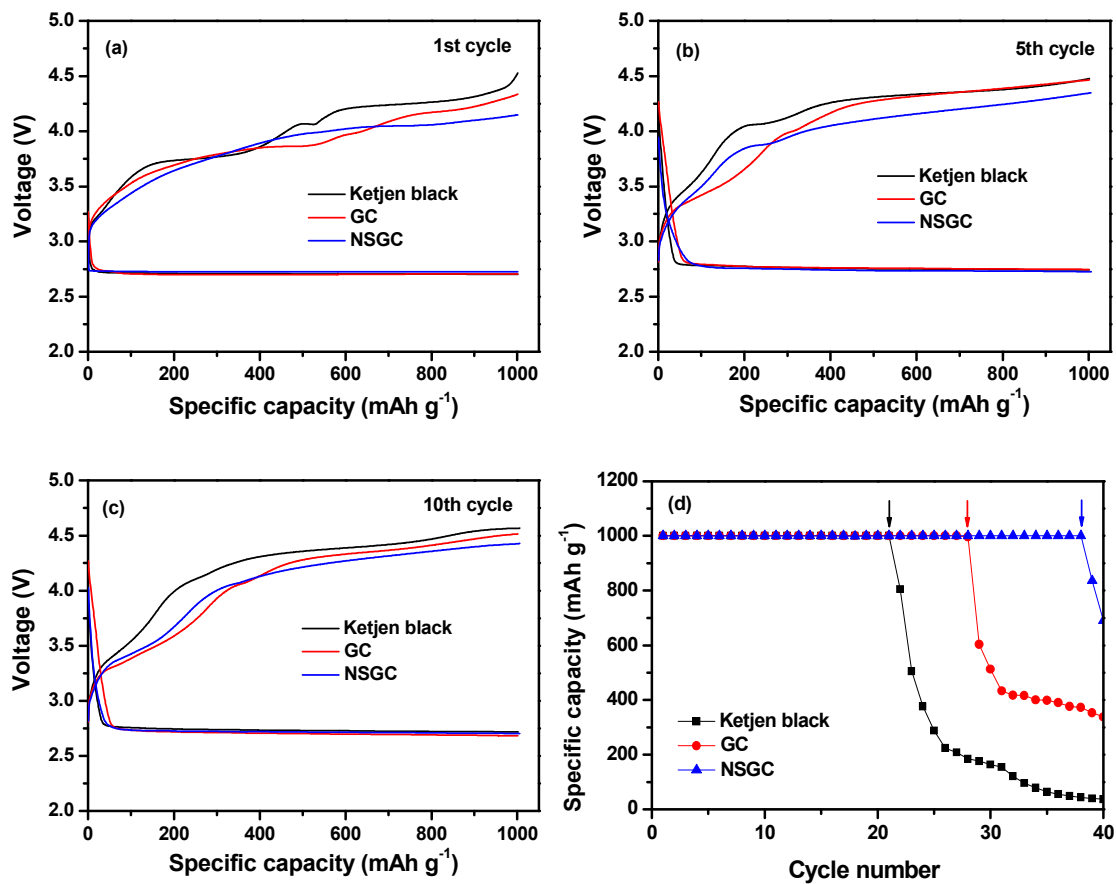 (a)
1st cycle
Voltage (V)
5.0
4.5
4.0
3.5
3.0
2.5
2.0
Ketjen black
GC
NSGC
0 200 400 600 800 1000
Specific capacity (mAh g⁻¹)
(b)
5th cycle
Voltage (V)
5.0
4.5
4.0
3.5
3.0
2.5
2.0
Ketjen black
GC
NSGC
0 200 400 600 800 1000
Specific capacity (mAh g⁻¹)
(c)
10th cycle
Voltage (V)
5.0
4.5
4.0
3.5
3.0
2.5
2.0
Ketjen black
GC
NSGC
0 200 400 600 800 1000
Specific capacity (mAh g⁻¹)
(d)
Specific capacity (mAh g⁻¹)
1200
1000
800
600
400
200
0
Ketjen black
GC
NSGC
0 10 20 30 40
Cycle number